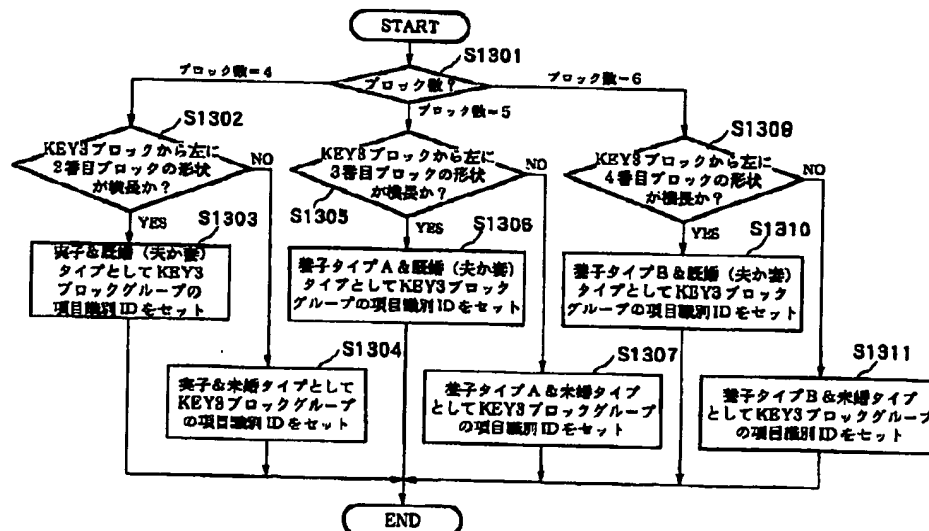 START
S1301
ブロック数=4
ブロック数?
ブロック数=6
ブロック数=5
S1302
KEY3ブロックから左に
2番目ブロックの形状
が横長か?
NO
YES
KEY3ブロックから左に
3番目ブロックの形状
が横長か?
NO
S1305
YES
S1309
KEY3ブロックから左に
4番目ブロックの形状
が横長か?
NO
YES
S1303
実子&既婚(夫か妻)
タイプとしてKEY3
ブロックグループの
項目識別IDをセット
S1306
養子タイプA&既婚(夫か妻)
タイプとしてKEY3ブロック
グループの項目識別IDをセット
S1310
養子タイプB&既婚(夫か妻)
タイプとしてKEY3ブロック
グループの項目識別IDをセット
S1304
実子&未婚タイプとして
KEY3ブロックグループ
の項目識別IDをセット
S1307
養子タイプA&未婚タイプ
としてKEY3ブロックグループ
の項目識別IDをセット
S1311
養子タイプB&未婚タイプ
としてKEY3ブロックグループ
の項目識別IDをセット
END